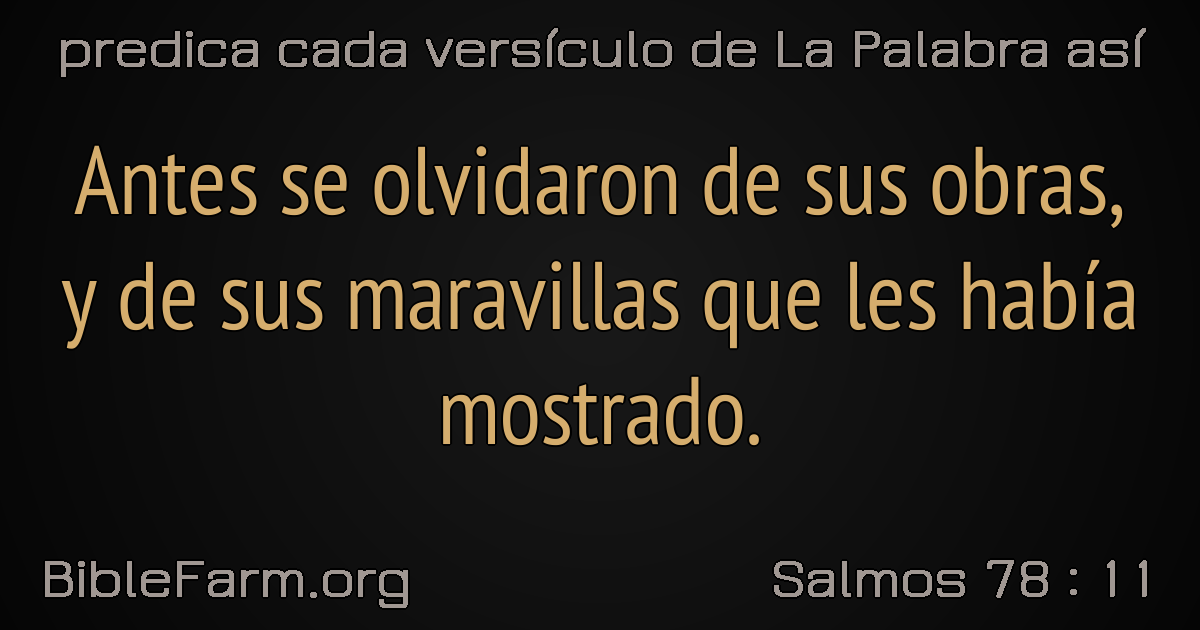 predica cada versículo de La Palabra así
Antes se olvidaron de sus obras,
y de sus maravillas que les había
mostrado.
BibleFarm.org
Salmos 78 : 11